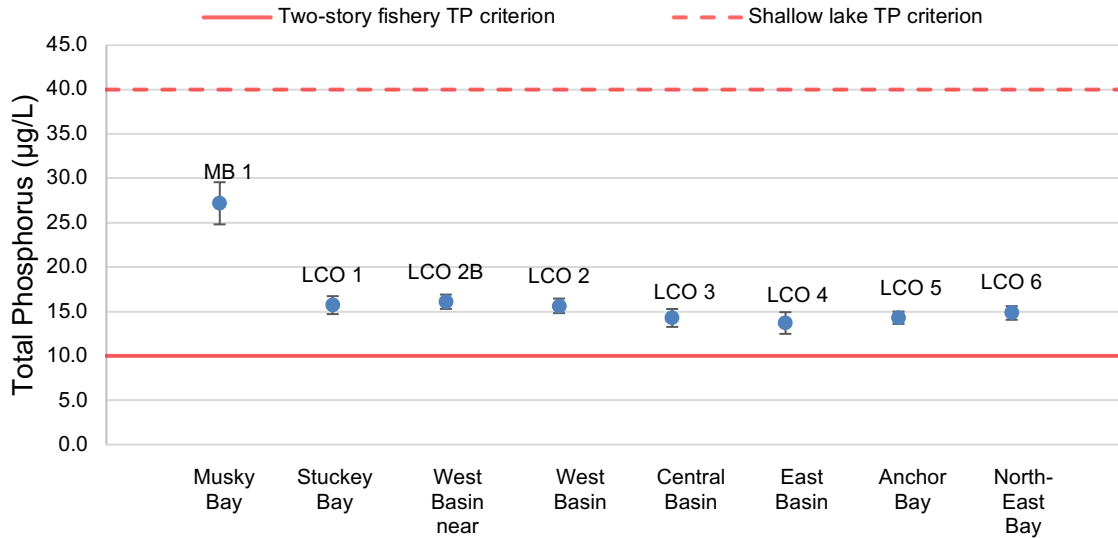 Two-story fishery TP criterion
Shallow lake TP criterion
Total Phosphorus (µg/L)
45.0
40.0
35.0
30.0
25.0
20.0
15.0
10.0
5.0
0.0
MB 1
LCO 1
LCO 2B
LCO 2
LCO 3
LCO 4
LCO 5
LCO 6
Musky
Bay
Stuckey
Bay
West
Basin
near
West
Basin
Central
Basin
East
Basin
Anchor
Bay
North-
East
Bay